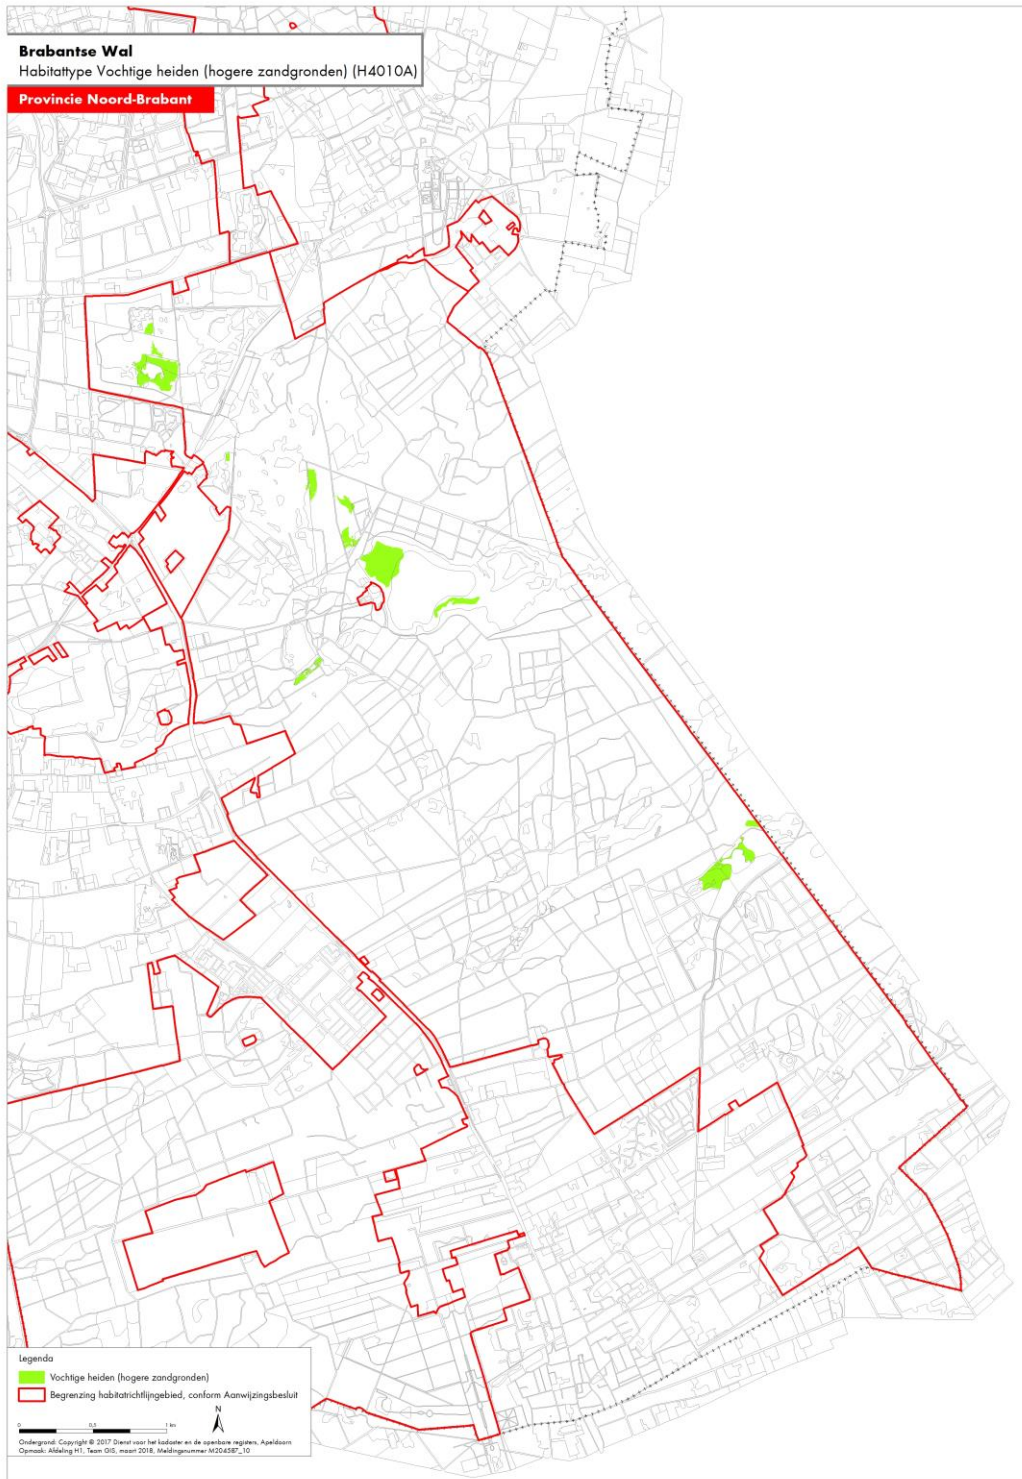 Brabantse Wal
Habitattype Vochtige heiden (hogere zandgronden) (H4010A)
Provincie Noord-Brabant
Legenda
Vochtige heiden (hogere zandgronden)
Begrenzing habitatrichtlijngebied, conform Aanwijzingsbesluit
N
0 0,5 1 km
Ondergrond: Copyright © 2017 Dienst voor het kadaster en de openbare registers, Apeldoorn
Opmaak: Afdeling H1, Team GIS, maart 2018, Meldingsnummer M204587_10